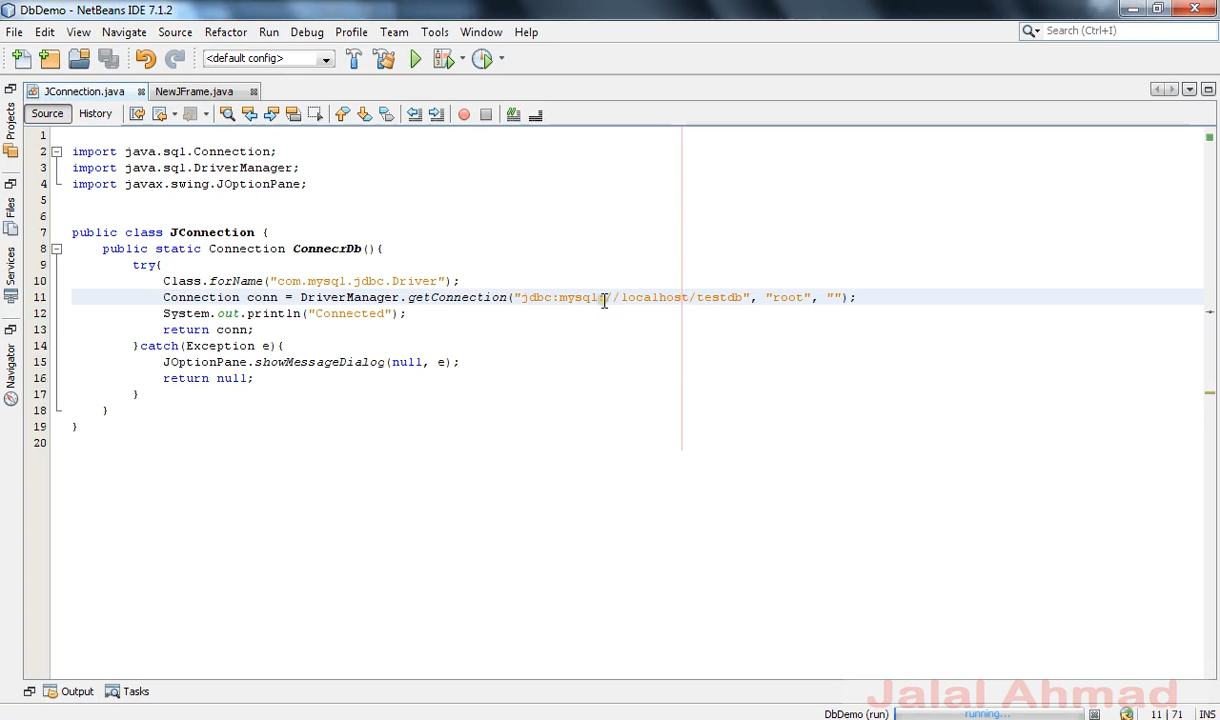 DbDemo - NetBeans IDE 7.1.2
File Edit View Navigate Source Refactor Run Debug Profile Team Tools Window Help
Search (Ctrl+I)
<default config>
JConnection.java NewJFrame.java
Source History
Projects
Files
Services
Navigator
1
2 import java.sql.Connection;
3 import java.sql.DriverManager;
4 import javax.swing.JOptionPane;
5
6
7 public class JConnection {
8 public static Connection ConnecrDb(){
9 try{
10 Class.forName("com.mysql.jdbc.Driver");
11 Connection conn = DriverManager.getConnection("jdbc:mysql://localhost/testdb", "root", "");
12 System.out.println("Connected");
13 return conn;
14 }catch(Exception e){
15 JOptionPane.showMessageDialog(null, e);
16 return null;
17 }
18 }
19 }
20
Output Tasks
Jalal Ahmad
DbDemo (run) running... 11 | 71 INS